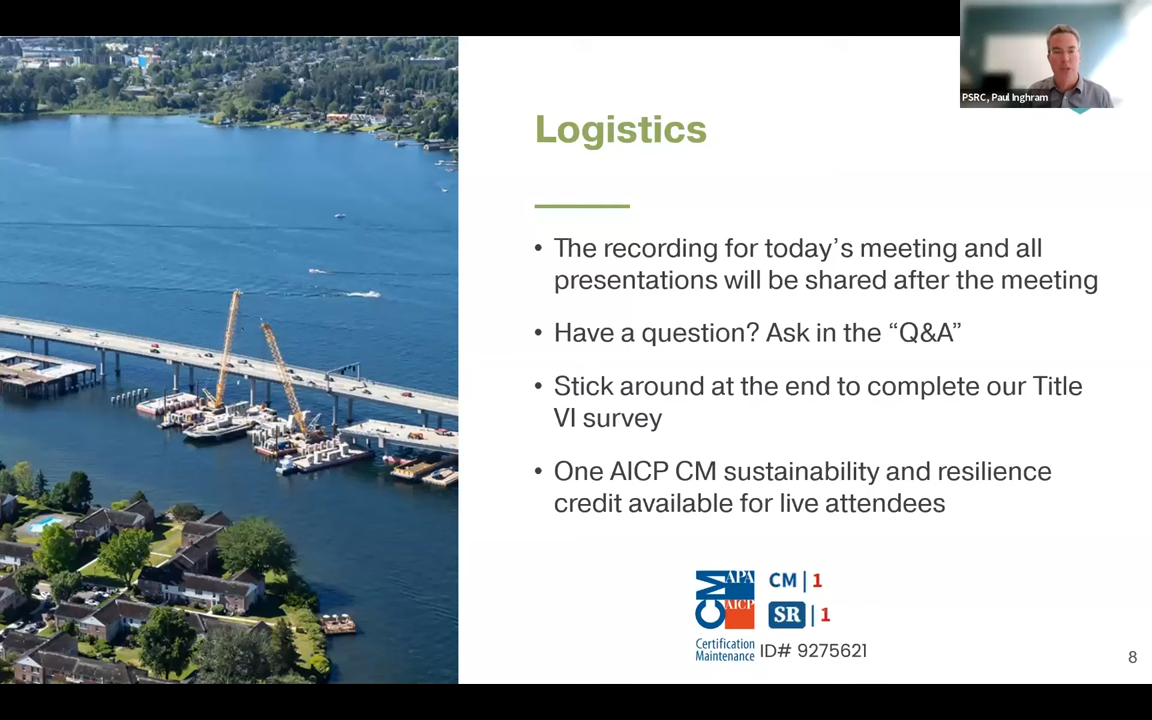 PSRC, Paul Inghram
Logistics
• The recording for today’s meeting and all
presentations will be shared after the meeting
• Have a question? Ask in the “Q&A”
• Stick around at the end to complete our Title
VI survey
• One AICP CM sustainability and resilience
credit available for live attendees
CM APA AICP
CM | 1
SR | 1
Certification
Maintenance
ID# 9275621
8